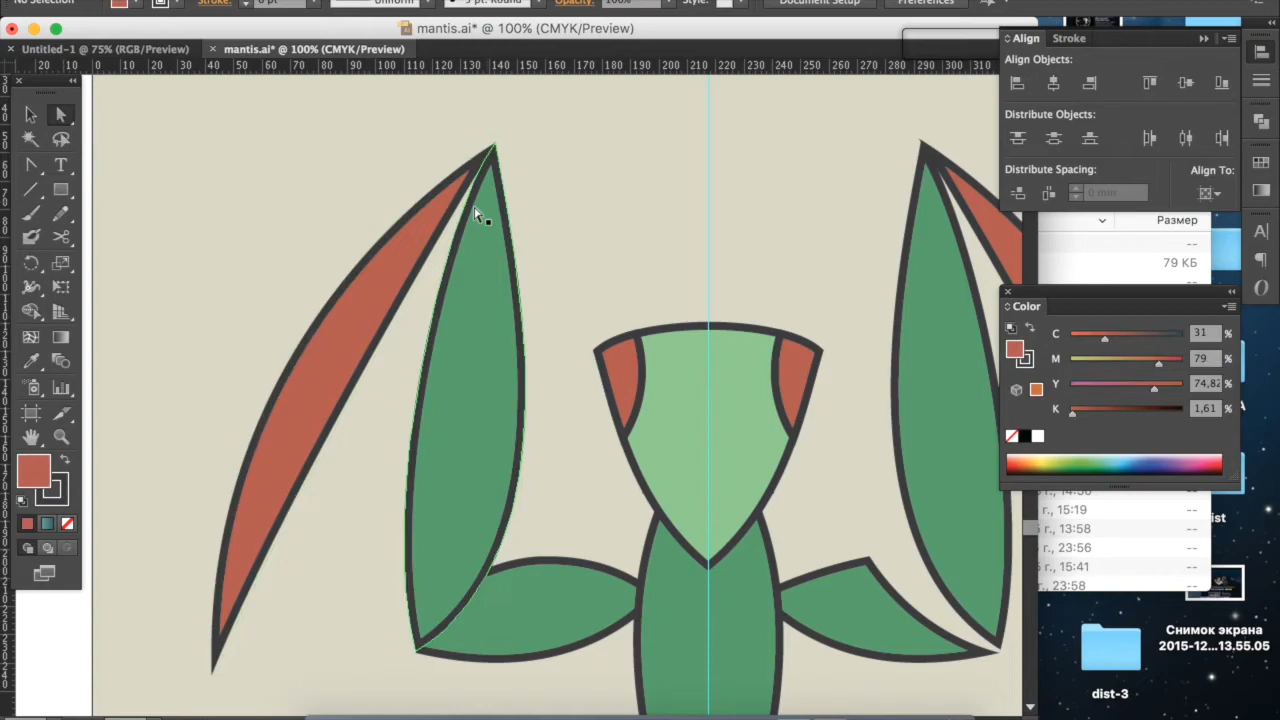 No Selection Stroke: 6 pt Uniform 5 pt. Round Opacity: 100% Style: Document Setup Preferences
mantis.ai* @ 100% (CMYK/Preview)
Untitled-1 @ 75% (RGB/Preview) mantis.ai* @ 100% (CMYK/Preview)
20 10 0 10 20 30 40 50 60 70 80 90 100 110 120 130 140 150 160 170 180 190 200 210 220 230 240 250 260 270 280 290 300 310
Align Stroke
Align Objects:
Distribute Objects:
Distribute Spacing: Align To:
0 mm
Размер
--
79 КБ
--
Color
C 31 %
M 79 %
Y 74,82 %
K 1,61 %
г., 14:56 --
г., 15:19 --
г., 13:58 --
г., 23:56 --
г., 15:41 --
г., 23:58 --
ist
Снимок экрана
2015-12...13.55.05
dist-3